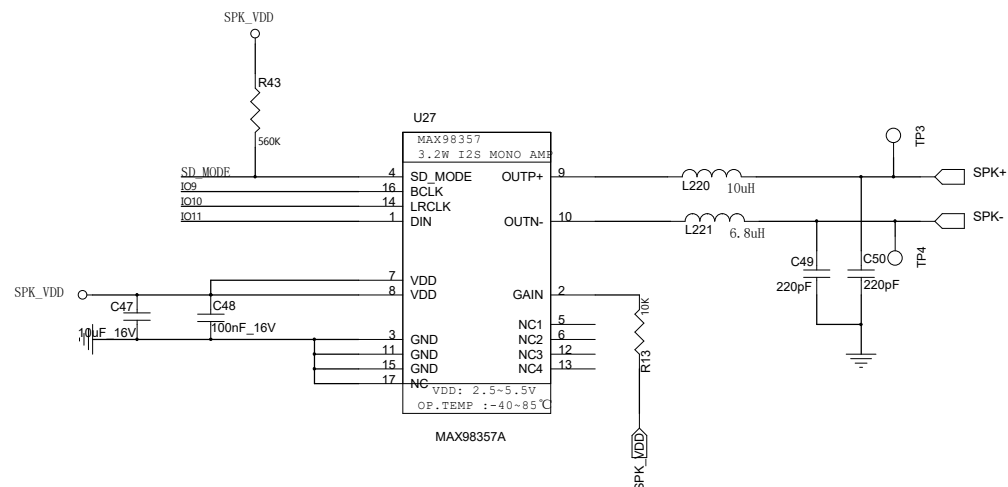 SPK_VDD
R43
560K
U27
MAX98357
3.2W I2S MONO AMP
SD_MODE
4
SD_MODE
OUTP+
9
L220
10uH
TP3
SPK+
IO9
16
BCLK
IO10
14
LRCLK
IO11
1
DIN
OUTN-
10
L221
6.8uH
SPK-
TP4
C49
220pF
C50
220pF
7
VDD
SPK_VDD
8
VDD
GAIN
2
10K
R13
SPK_VDD
C47
10uF_16V
C48
100nF_16V
3
GND
11
GND
15
GND
17
NC
NC1
5
NC2
6
NC3
12
NC4
13
VDD: 2.5~5.5V
OP.TEMP :-40~85℃
MAX98357A